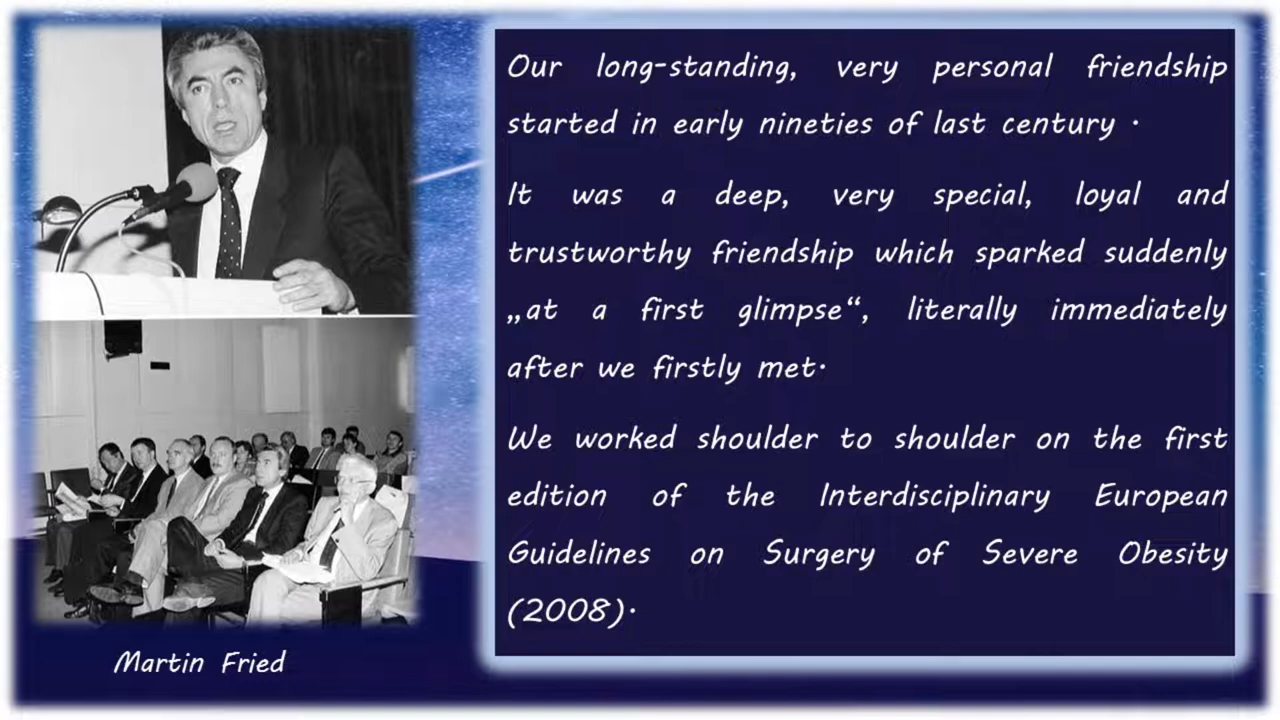 Our long-standing, very personal friendship
started in early nineties of last century .
It was a deep, very special, loyal and
trustworthy friendship which sparked suddenly
„at a first glimpse“, literally immediately
after we firstly met.
We worked shoulder to shoulder on the first
edition of the Interdisciplinary European
Guidelines on Surgery of Severe Obesity
(2008).
Martin Fried